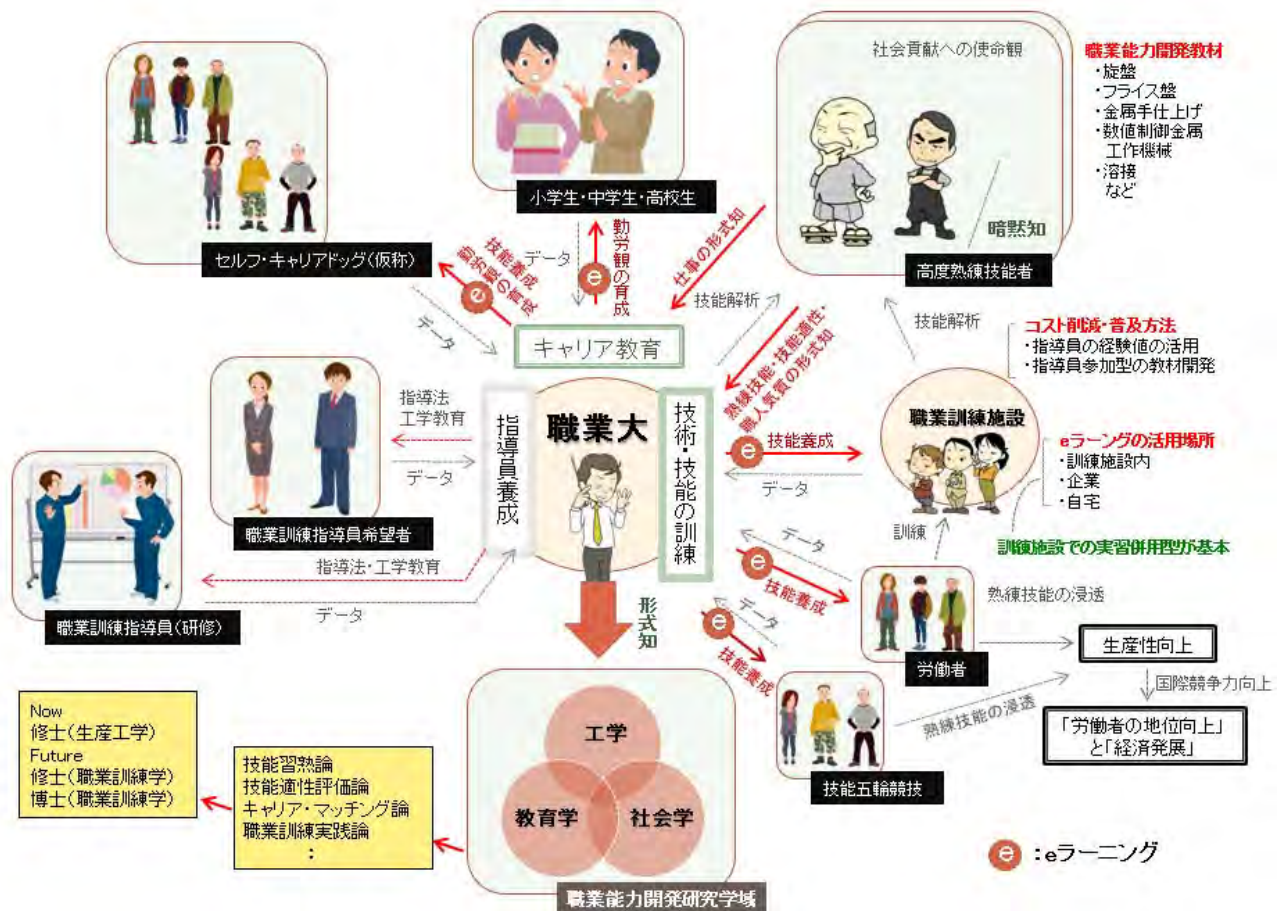 社会貢献への使命観
職業能力開発教材
・旋盤
・フライス盤
・金属手仕上げ
・数値制御金属
工作機械
・溶接
など
小学生・中学生・高校生
セルフ・キャリアドッグ(仮称)
暗黙知
高度熟練技能者
技能養成
勤労観の育成
e
データ
データ
e
勤労観の育成
仕事の形式知
技能解析
技能解析
熟練技能・技能適性・
職人気質の形式知
コスト削減・普及方法
・指導員の経験値の活用
・指導員参加型の教材開発
キャリア教育
指導員養成
職業大
技術・技能の訓練
指導法
工学教育
データ
職業訓練指導員希望者
e
技能養成
データ
職業訓練施設
eラーングの活用場所
・訓練施設内
・企業
・自宅
訓練施設での実習併用型が基本
訓練
指導法・工学教育
データ
職業訓練指導員(研修)
データ
e
技能養成
データ
e
技能養成
労働者
熟練技能の浸透
生産性向上
国際競争力向上
「労働者の地位向上」
と「経済発展」
熟練技能の浸透
技能五輪競技
形式知
工学
教育学
社会学
職業能力開発研究学域
技能習熟論
技能適性評価論
キャリア・マッチング論
職業訓練実践論
:
Now
修士(生産工学)
Future
修士(職業訓練学)
博士(職業訓練学)
e :eラーニング